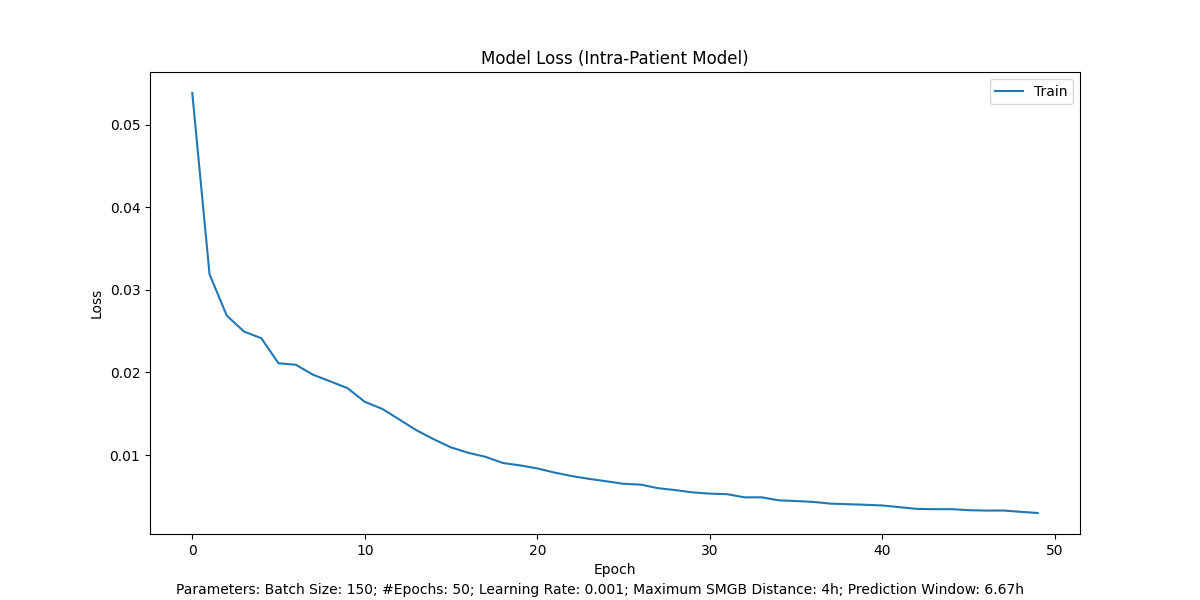 Model Loss (Intra-Patient Model)
Train
0.05
0.04
0.03
0.02
0.01
Loss
0 10 20 30 40 50
Epoch
Parameters: Batch Size: 150; #Epochs: 50; Learning Rate: 0.001; Maximum SMGB Distance: 4h; Prediction Window: 6.67h